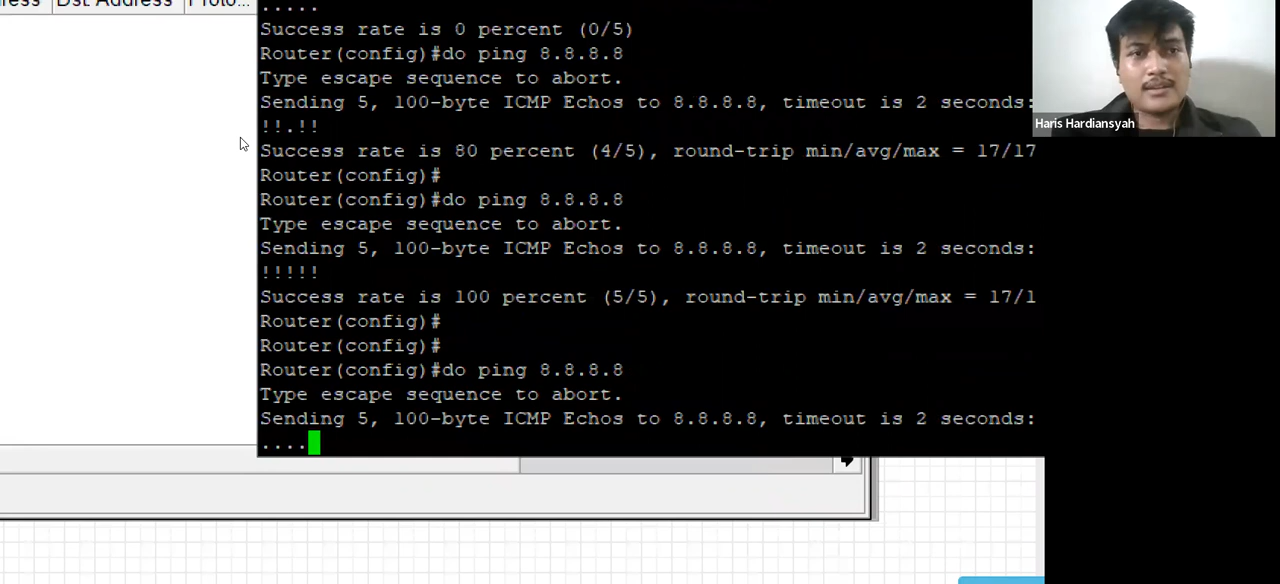 ress Dst. Address Proto...
.....
Success rate is 0 percent (0/5)
Router(config)#do ping 8.8.8.8
Type escape sequence to abort.
Sending 5, 100-byte ICMP Echos to 8.8.8.8, timeout is 2 seconds:
!!.!!
Success rate is 80 percent (4/5), round-trip min/avg/max = 17/17
Router(config)#
Router(config)#do ping 8.8.8.8
Type escape sequence to abort.
Sending 5, 100-byte ICMP Echos to 8.8.8.8, timeout is 2 seconds:
!!!!!
Success rate is 100 percent (5/5), round-trip min/avg/max = 17/1
Router(config)#
Router(config)#
Router(config)#do ping 8.8.8.8
Type escape sequence to abort.
Sending 5, 100-byte ICMP Echos to 8.8.8.8, timeout is 2 seconds:
....
Haris Hardiansyah